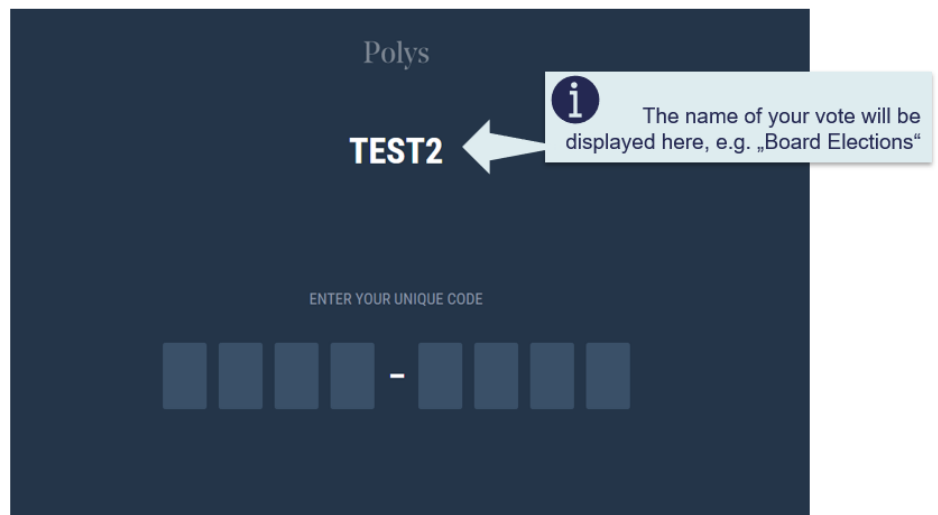 Polys
TEST2
i
The name of your vote will be
displayed here, e.g. „Board Elections“
ENTER YOUR UNIQUE CODE
–